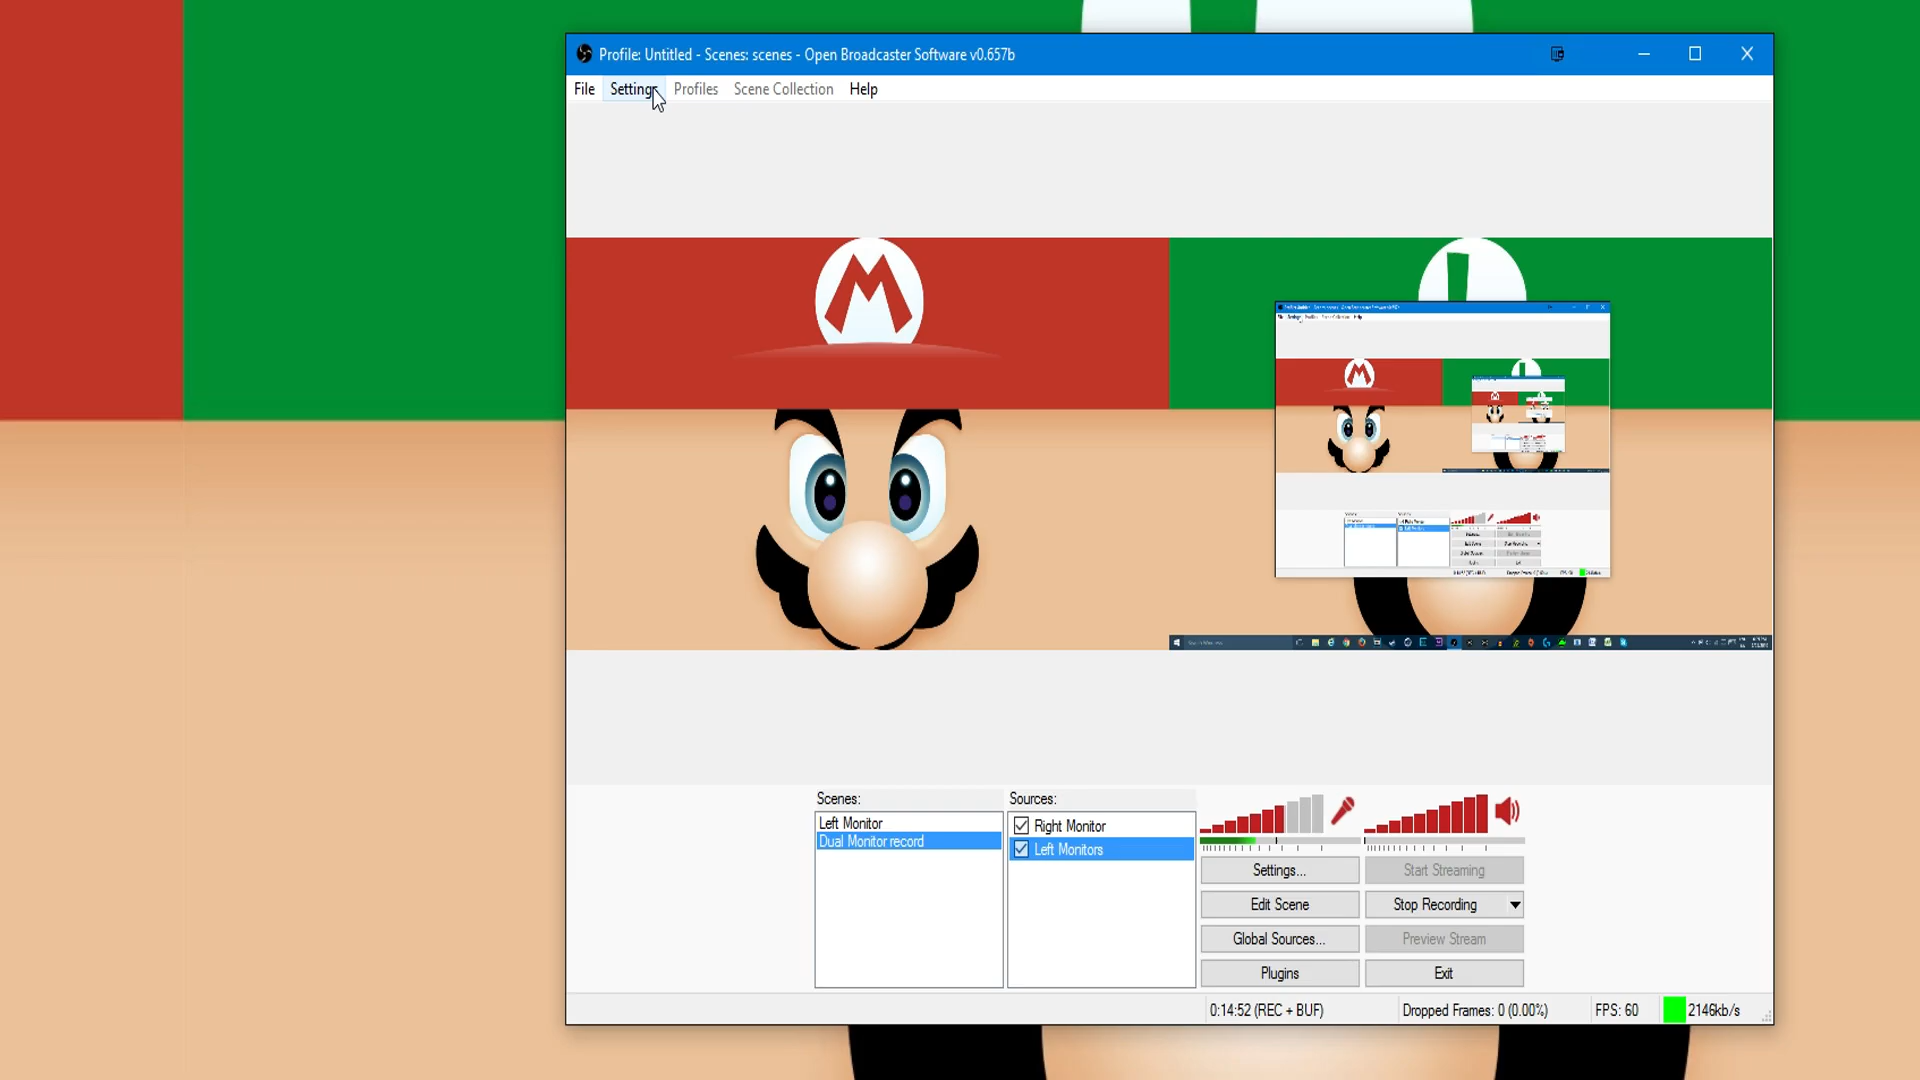 Profile: Untitled - Scenes: scenes - Open Broadcaster Software v0.657b
File Settings Profiles Scene Collection Help
M
L
Scenes:
Left Monitor
Dual Monitor record
Sources:
Right Monitor
Left Monitors
Settings...
Start Streaming
Edit Scene
Stop Recording
Global Sources...
Preview Stream
Plugins
Exit
0:14:52 (REC + BUF)
Dropped Frames: 0 (0.00%)
FPS: 60
2146kb/s